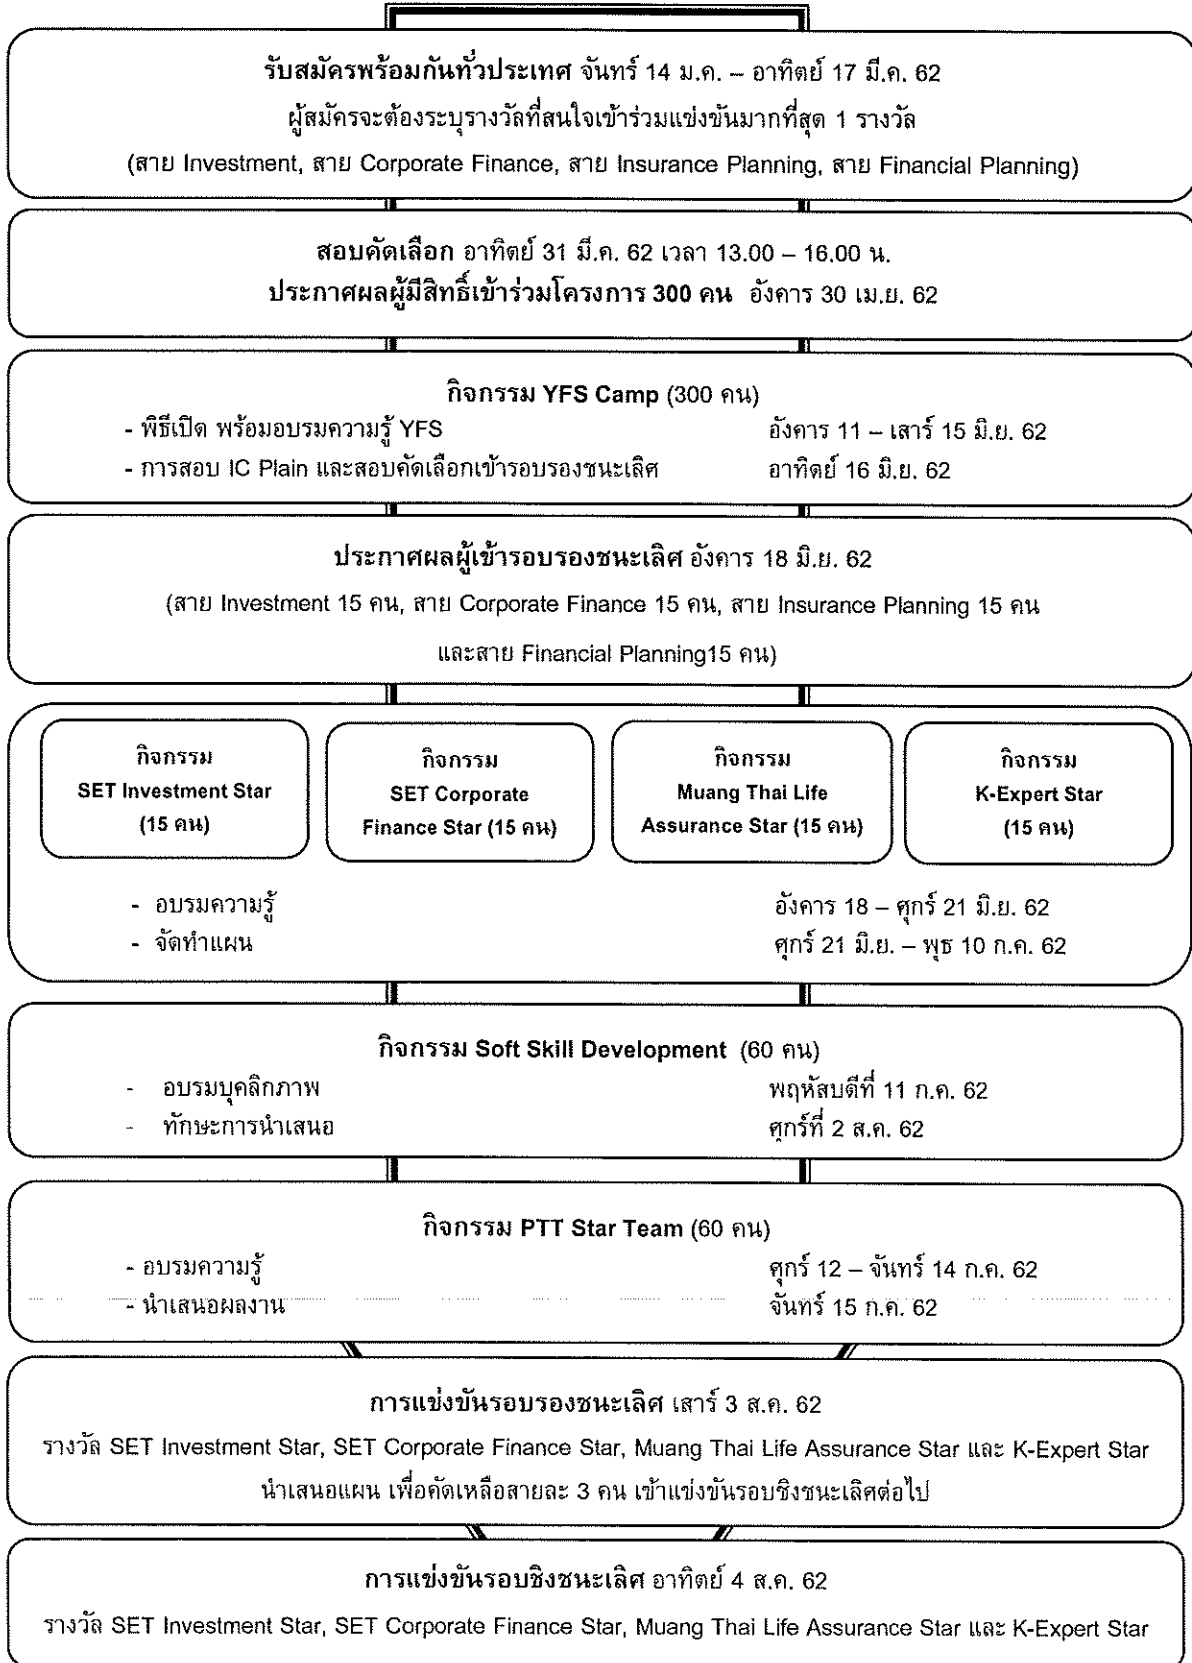 รับสมัครพร้อมกันทั่วประเทศ จันทร์ 14 ม.ค. – อาทิตย์ 17 มี.ค. 62
ผู้สมัครจะต้องระบุรางวัลที่สนใจเข้าร่วมแข่งขันมากที่สุด 1 รางวัล
(สาย Investment, สาย Corporate Finance, สาย Insurance Planning, สาย Financial Planning)
สอบคัดเลือก อาทิตย์ 31 มี.ค. 62 เวลา 13.00 – 16.00 น.
ประกาศผลผู้มีสิทธิ์เข้าร่วมโครงการ 300 คน อังคาร 30 เม.ย. 62
กิจกรรม YFS Camp (300 คน)
- พิธีเปิด พร้อมอบรมความรู้ YFS อังคาร 11 – เสาร์ 15 มิ.ย. 62
- การสอบ IC Plain และสอบคัดเลือกเข้ารอบรองชนะเลิศ อาทิตย์ 16 มิ.ย. 62
ประกาศผลผู้เข้ารอบรองชนะเลิศ อังคาร 18 มิ.ย. 62
(สาย Investment 15 คน, สาย Corporate Finance 15 คน, สาย Insurance Planning 15 คน
และสาย Financial Planning15 คน)
กิจกรรม
SET Investment Star
(15 คน)
กิจกรรม
SET Corporate
Finance Star (15 คน)
กิจกรรม
Muang Thai Life
Assurance Star (15 คน)
กิจกรรม
K-Expert Star
(15 คน)
- อบรมความรู้ อังคาร 18 – ศุกร์ 21 มิ.ย. 62
- จัดทำแผน ศุกร์ 21 มิ.ย. – พุธ 10 ก.ค. 62
กิจกรรม Soft Skill Development (60 คน)
- อบรมบุคลิกภาพ พฤหัสบดีที่ 11 ก.ค. 62
- ทักษะการนำเสนอ ศุกร์ที่ 2 ส.ค. 62
กิจกรรม PTT Star Team (60 คน)
- อบรมความรู้ ศุกร์ 12 – จันทร์ 14 ก.ค. 62
- นำเสนอผลงาน จันทร์ 15 ก.ค. 62
การแข่งขันรอบรองชนะเลิศ เสาร์ 3 ส.ค. 62
รางวัล SET Investment Star, SET Corporate Finance Star, Muang Thai Life Assurance Star และ K-Expert Star
นำเสนอแผน เพื่อคัดเหลือสายละ 3 คน เข้าแข่งขันรอบชิงชนะเลิศต่อไป
การแข่งขันรอบชิงชนะเลิศ อาทิตย์ 4 ส.ค. 62
รางวัล SET Investment Star, SET Corporate Finance Star, Muang Thai Life Assurance Star และ K-Expert Star